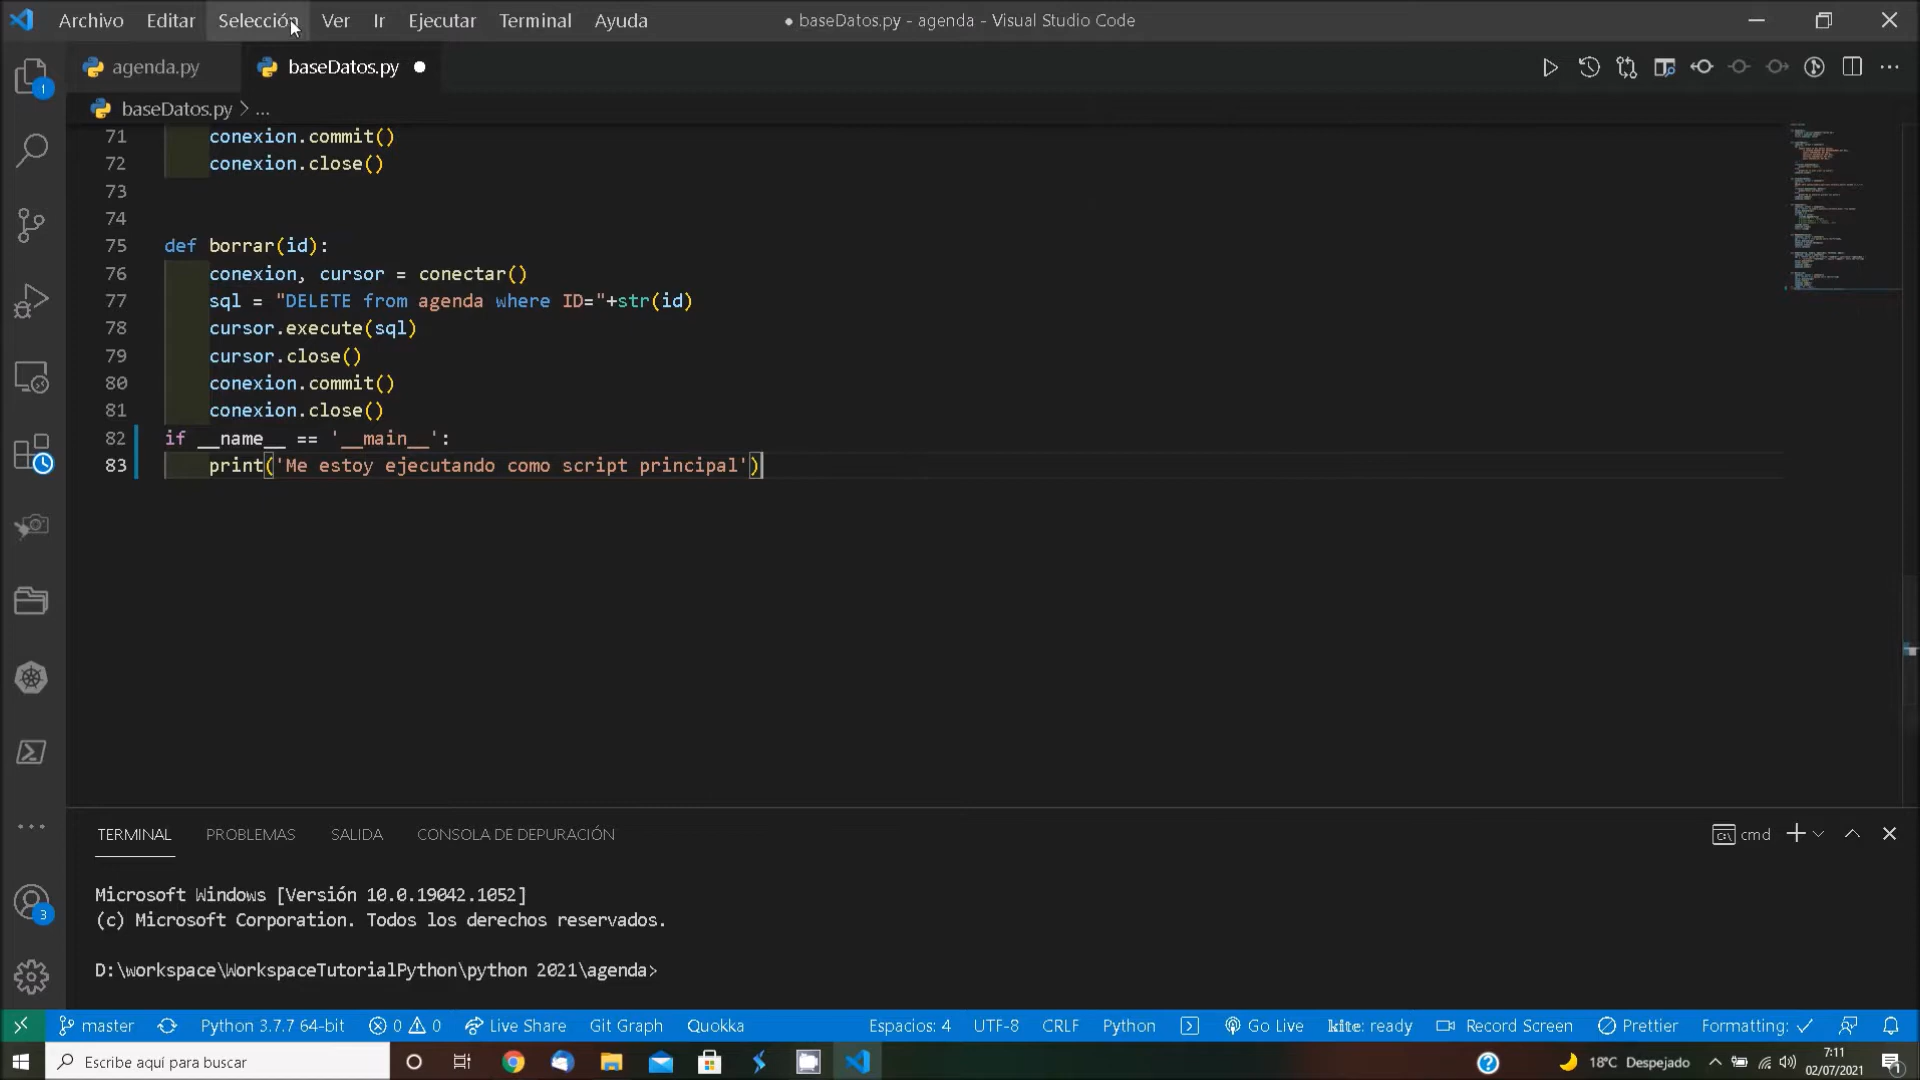 Archivo Editar Selección Ver Ir Ejecutar Terminal Ayuda ● baseDatos.py - agenda - Visual Studio Code
agenda.py baseDatos.py ●
1
baseDatos.py > ...
71 conexion.commit()
72 conexion.close()
73
74
75 def borrar(id):
76 conexion, cursor = conectar()
77 sql = "DELETE from agenda where ID="+str(id)
78 cursor.execute(sql)
79 cursor.close()
80 conexion.commit()
81 conexion.close()
82 if __name__ == '__main__':
83 print('Me estoy ejecutando como script principal')
TERMINAL PROBLEMAS SALIDA CONSOLA DE DEPURACIÓN cmd
Microsoft Windows [Versión 10.0.19042.1052]
(c) Microsoft Corporation. Todos los derechos reservados.
3
D:\workspace\WorkspaceTutorialPython\python 2021\agenda>
master Python 3.7.7 64-bit 0 0 Live Share Git Graph Quokka Espacios: 4 UTF-8 CRLF Python Go Live kite: ready Record Screen Prettier Formatting: ✓
Escribe aquí para buscar 18°C Despejado 7:11
02/07/2021 1